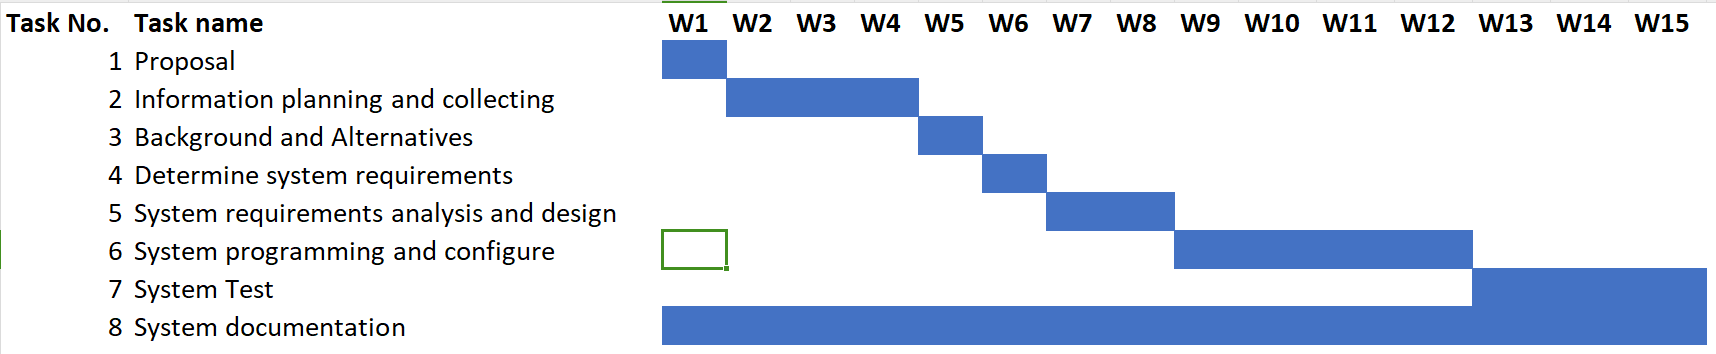 Task No. Task name W1 W2 W3 W4 W5 W6 W7 W8 W9 W10 W11 W12 W13 W14 W15
1 Proposal
2 Information planning and collecting
3 Background and Alternatives
4 Determine system requirements
5 System requirements analysis and design
6 System programming and configure
7 System Test
8 System documentation